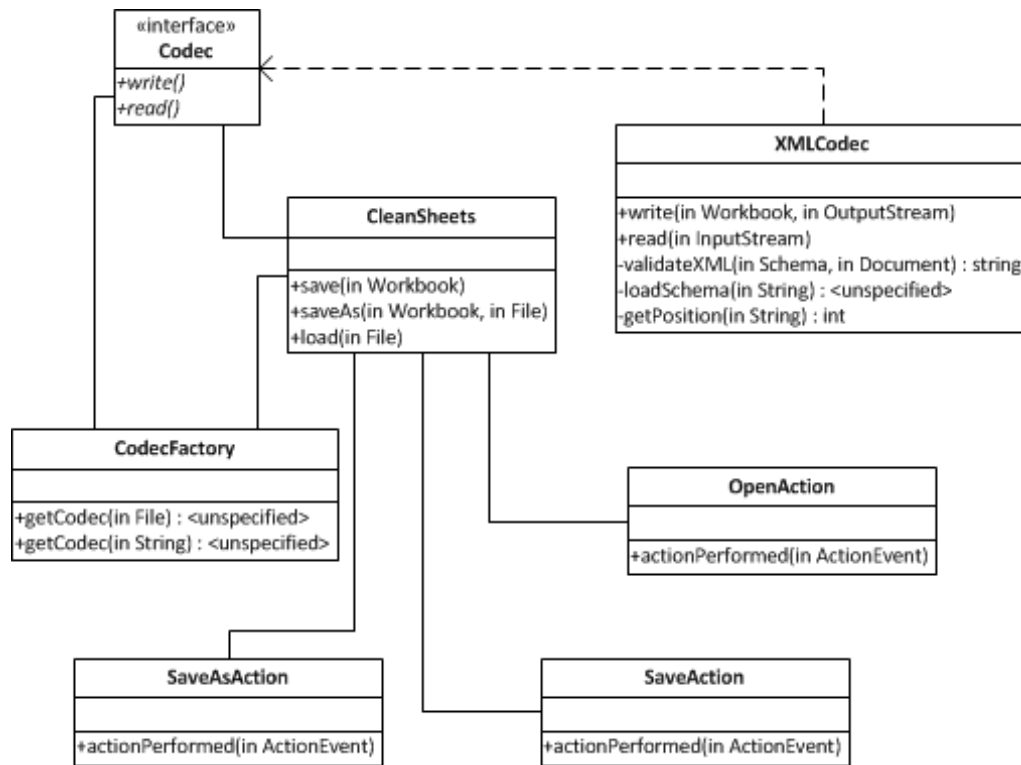 «interface»
Codec
+write()
+read()
XMLCodec
+write(in Workbook, in OutputStream)
+read(in InputStream)
-validateXML(in Schema, in Document) : string
-loadSchema(in String) : <unspecified>
-getPosition(in String) : int
CleanSheets
+save(in Workbook)
+saveAs(in Workbook, in File)
+load(in File)
CodecFactory
+getCodec(in File) : <unspecified>
+getCodec(in String) : <unspecified>
OpenAction
+actionPerformed(in ActionEvent)
SaveAsAction
+actionPerformed(in ActionEvent)
SaveAction
+actionPerformed(in ActionEvent)